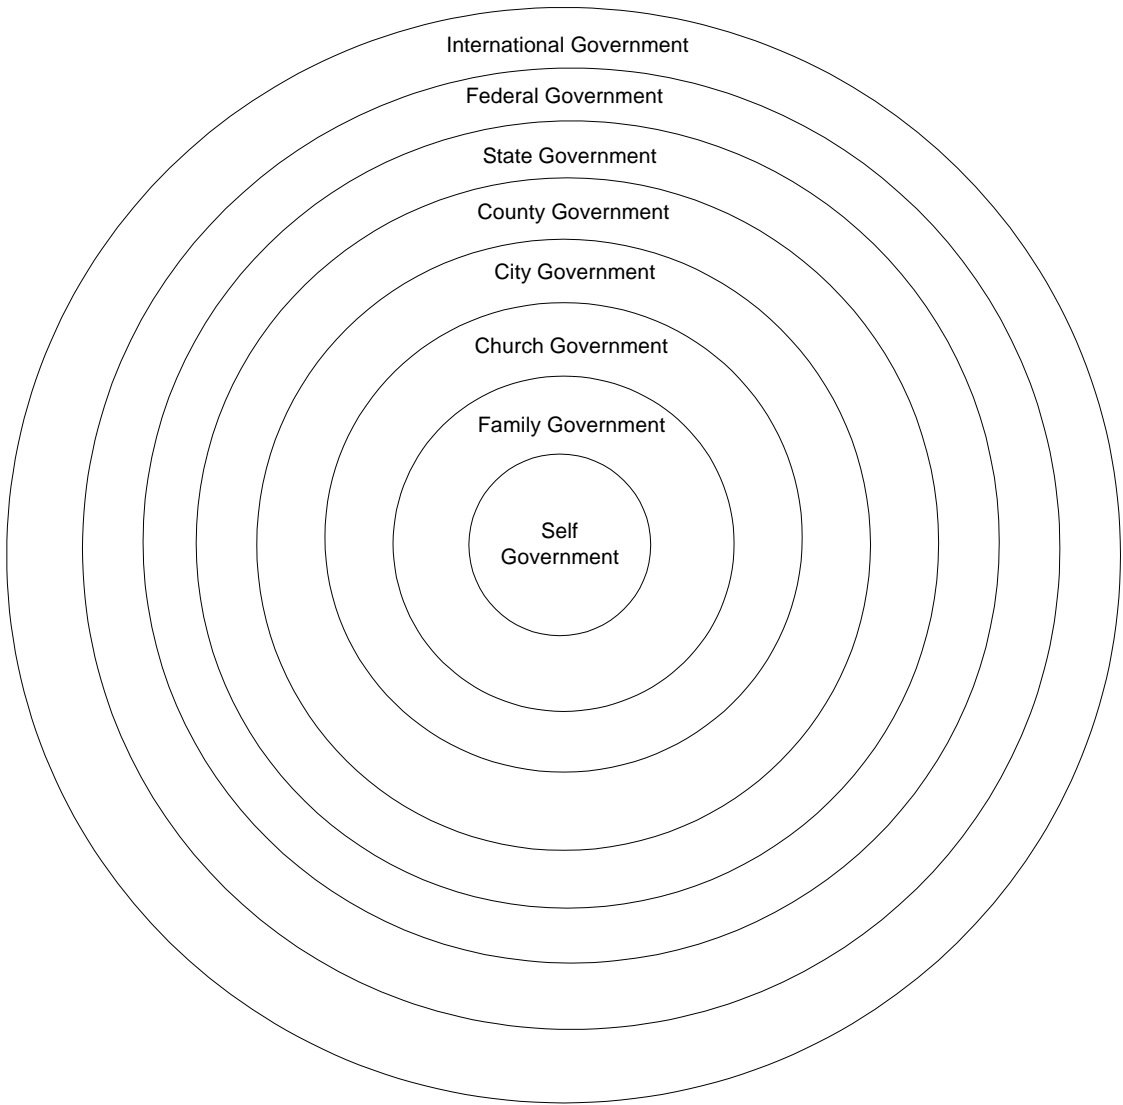 International Government
Federal Government
State Government
County Government
City Government
Church Government
Family Government
Self
Government